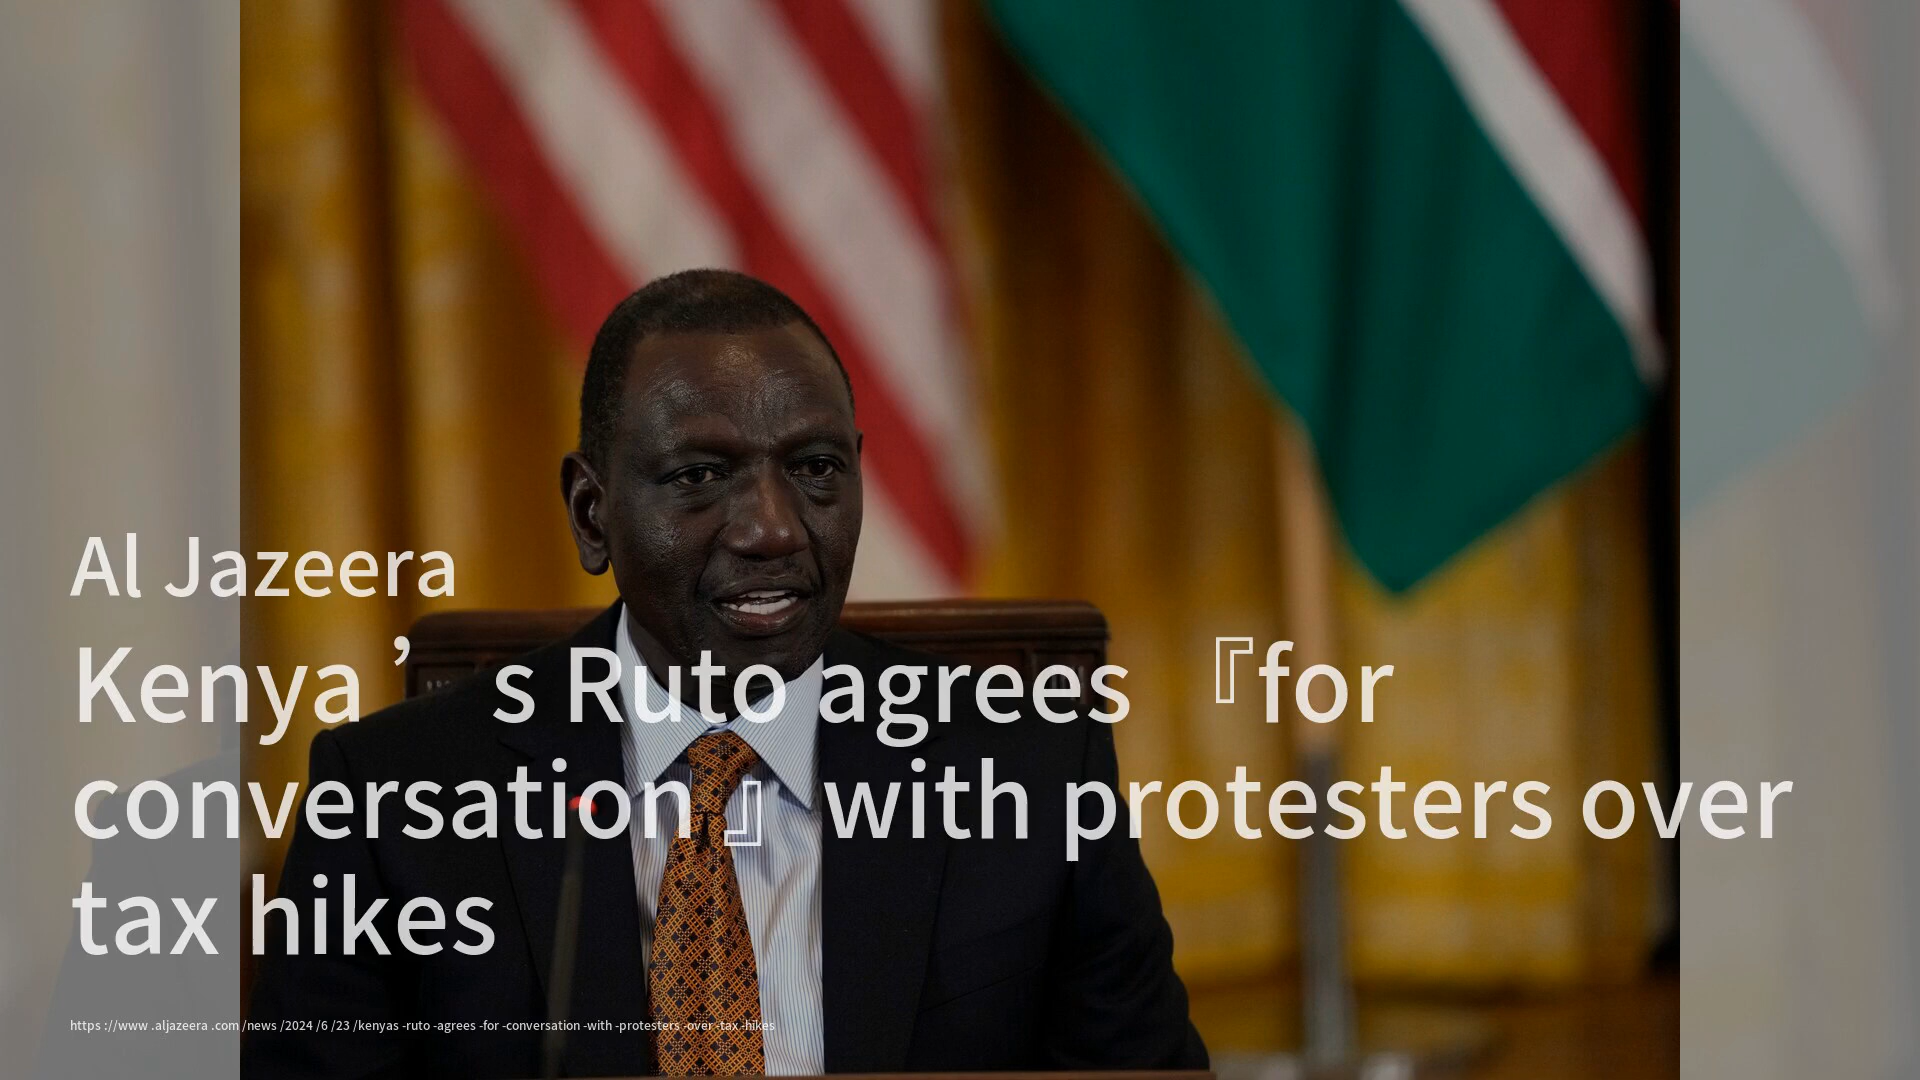 Al Jazeera
Kenya’s Ruto agrees 『for
conversation』 with protesters over
tax hikes
https ://www .aljazeera .com /news /2024 /6 /23 /kenyas -ruto -agrees -for -conversation -with -protesters -over -tax -hikes